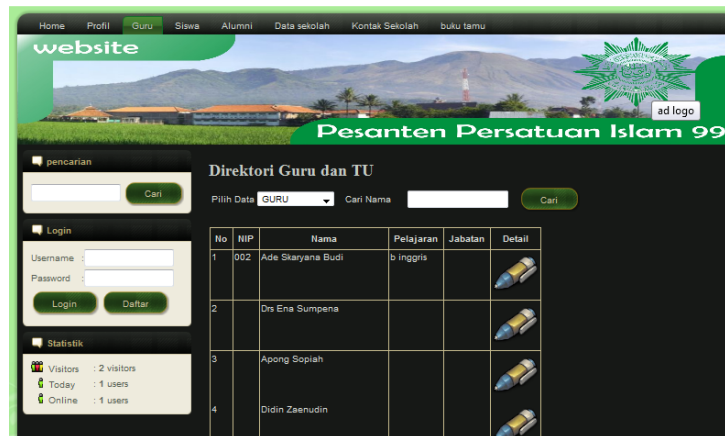 Home Profil Guru Siswa Alumni Data sekolah Kontak Sekolah buku tamu
website
ad logo
Pesanten Persatuan Islam 99
pencarian
Cari
Login
Username :
Password :
Login Daftar
Statistik
Visitors : 2 visitors
Today : 1 users
Online : 1 users
Direktori Guru dan TU
Pilih Data GURU Cari Nama Cari
No NIP Nama Pelajaran Jabatan Detail
1 002 Ade Skaryana Budi b inggris
2 Drs Ena Sumpena
3 Apong Sopiah
4 Didin Zaenudin